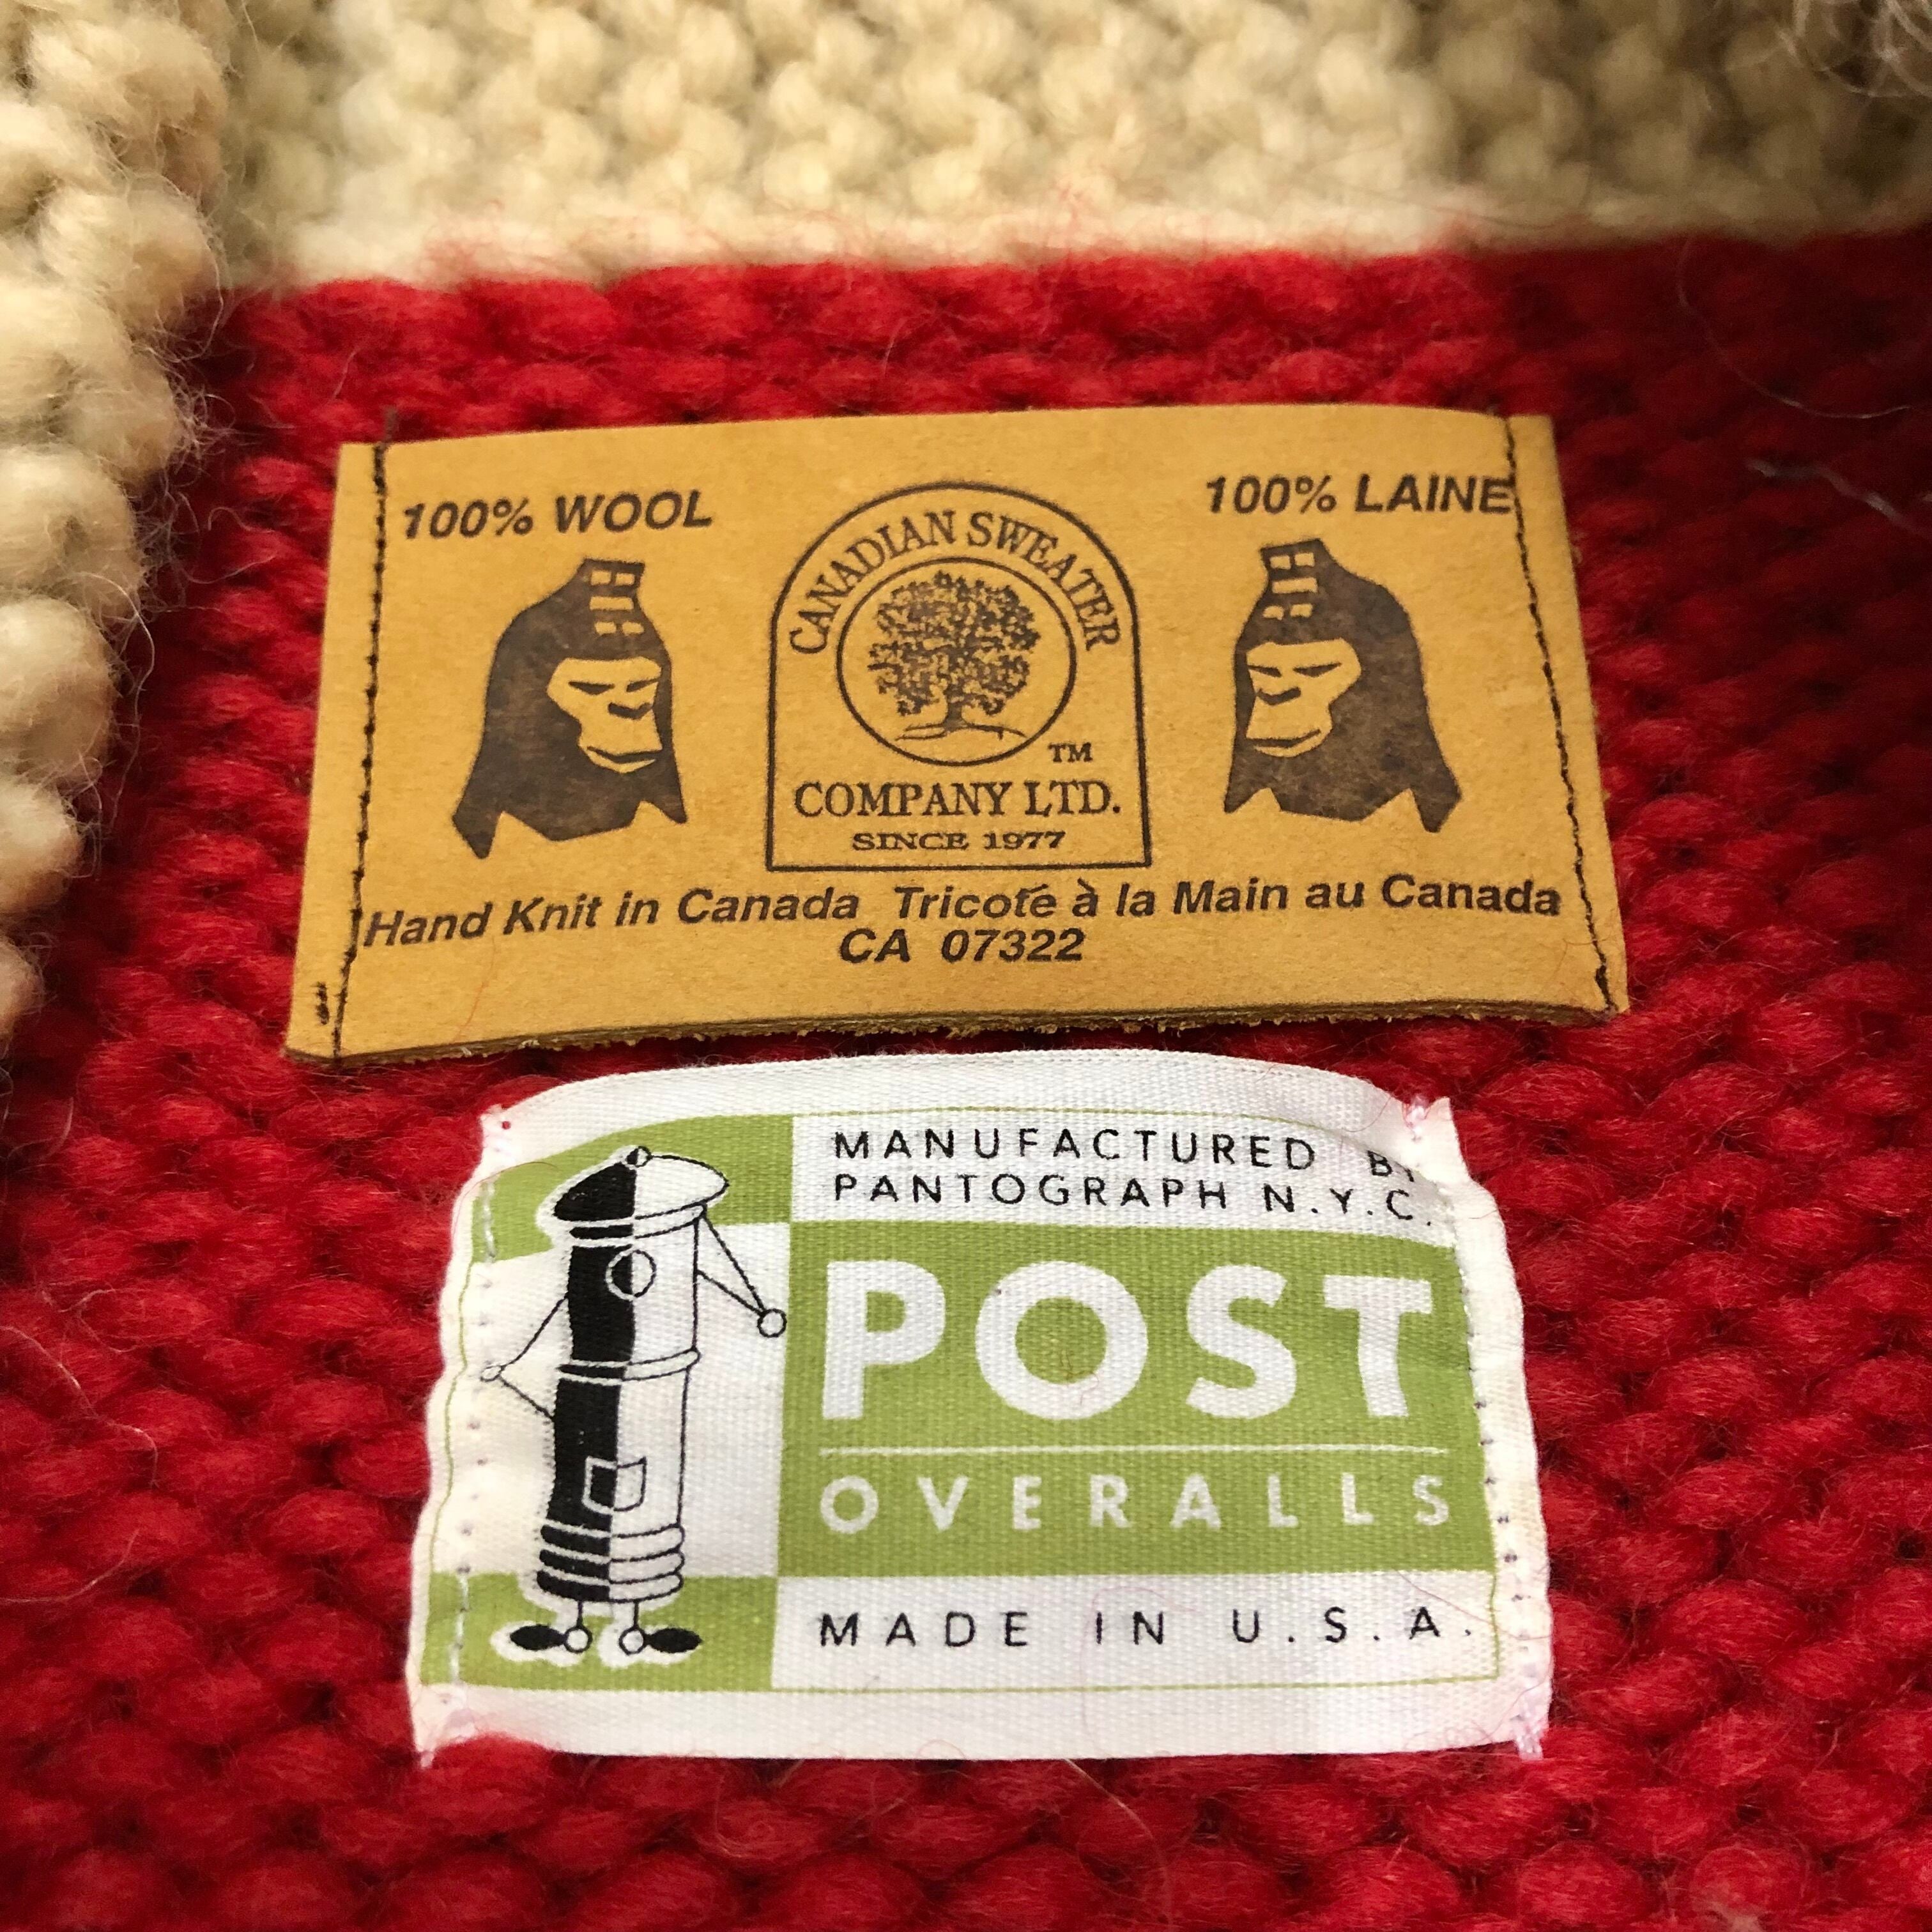 100% WOOL
100% LAINE
CANADIAN SWEATER
TM
COMPANY LTD.
SINCE 1977
Hand Knit in Canada Tricoté à la Main au Canada
CA 07322
MANUFACTURED BY
PANTOGRAPH N.Y.C.
POST
OVERALLS
MADE IN U.S.A.